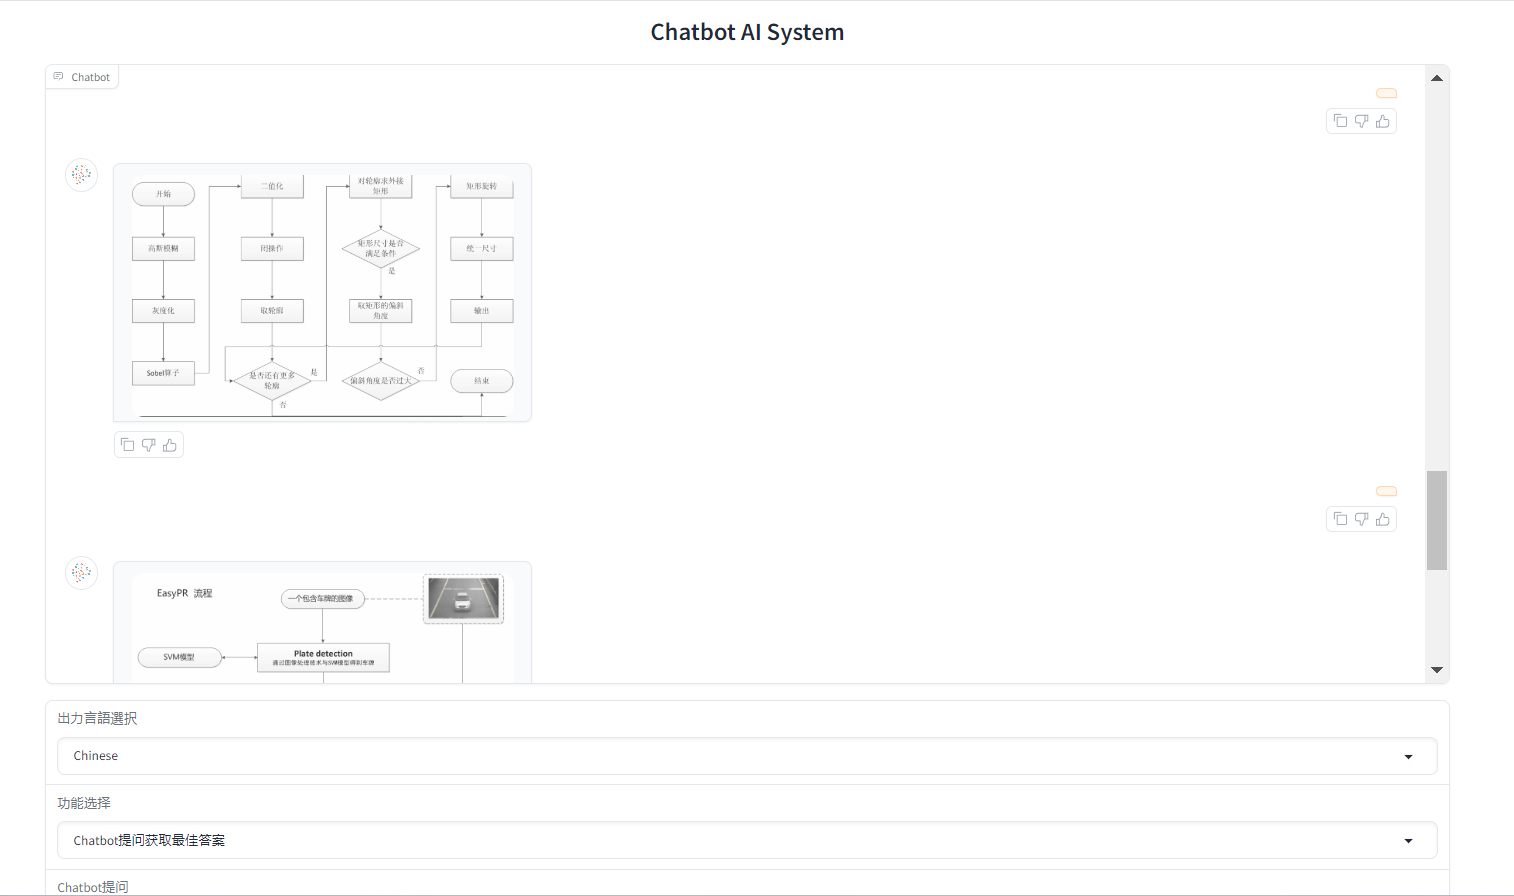 Chatbot AI System
Chatbot
开始
高斯模糊
灰度化
Sobel算子
二值化
闭操作
取轮廓
是否还有更多
轮廓
是
否
对轮廓求外接
矩形
矩形尺寸是否
满足条件
是
取矩形的偏斜
角度
偏斜角度是否过大
否
矩形旋转
统一尺寸
输出
结束
EasyPR 流程
一个包含车牌的图像
SVM模型
Plate detection
通过图像处理技术与SVM模型得到车牌
出力言語選択
Chinese
功能选择
Chatbot提问获取最佳答案
Chatbot提问